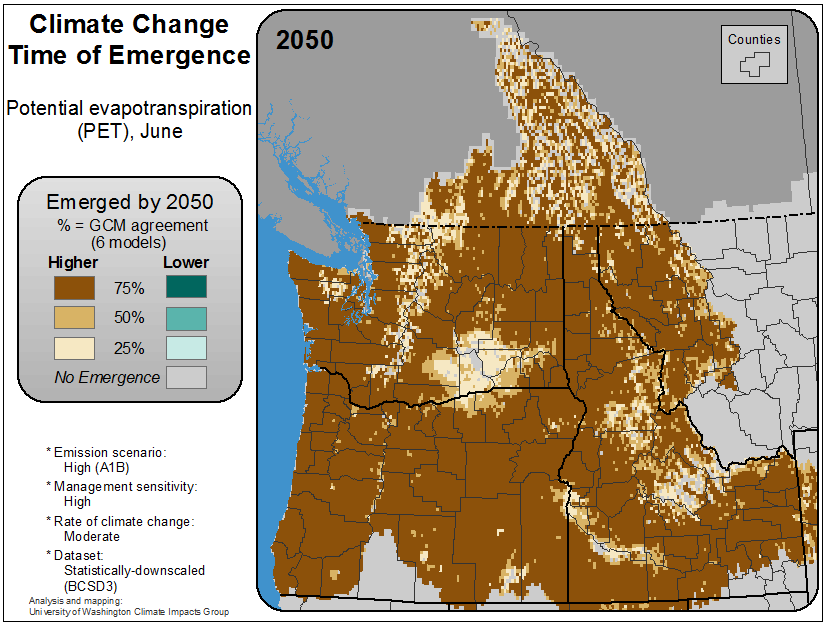 Climate Change
Time of Emergence
Potential evapotranspiration
(PET), June
Emerged by 2050
% = GCM agreement
(6 models)
Higher Lower
75%
50%
25%
No Emergence
* Emission scenario:
High (A1B)
* Management sensitivity:
High
* Rate of climate change:
Moderate
* Dataset:
Statistically-downscaled
(BCSD3)
Analysis and mapping:
University of Washington Climate Impacts Group
2050
Counties